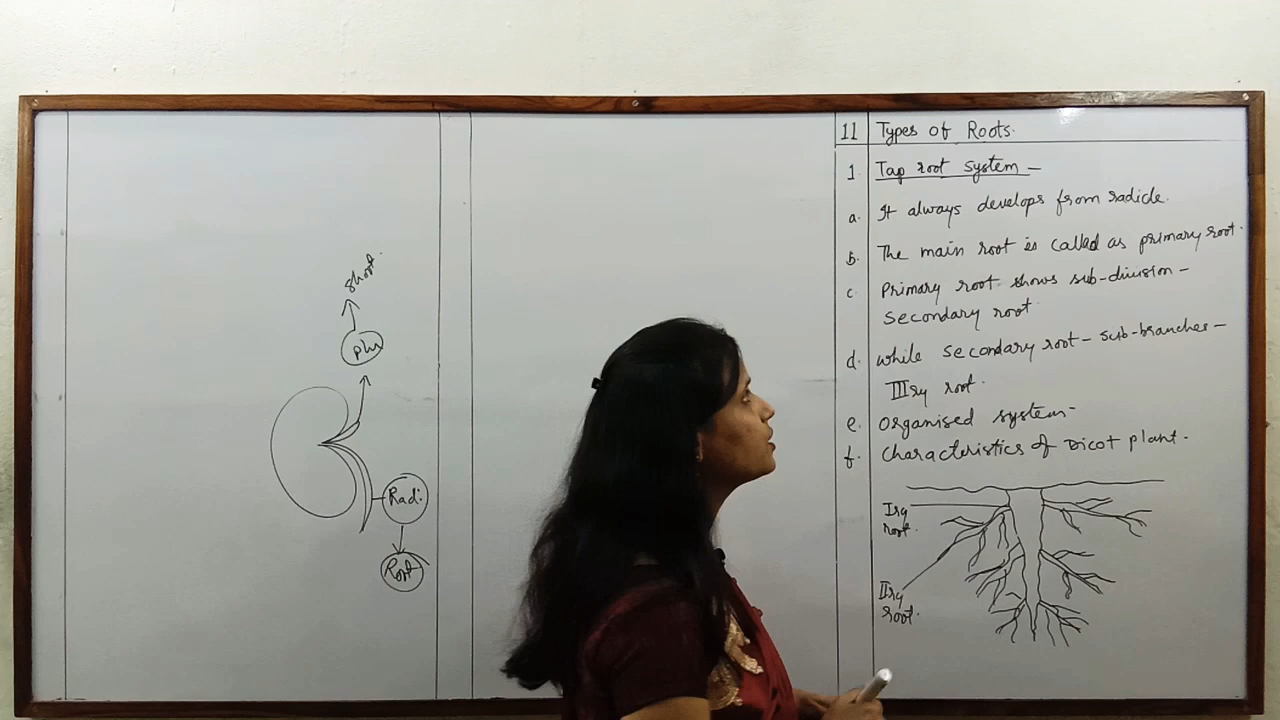 shoot.
plu
Radi.
Root
11 Types of Roots.
1. Tap root system -
a. It always develops from radicle.
b. The main root is called as primary root.
c. Primary root shows sub-division -
secondary root
d. while secondary root - sub-branches -
IIIry root.
e. Organised system -
f. Characteristics of Dicot plant.
Iry
root.
IIry
root.